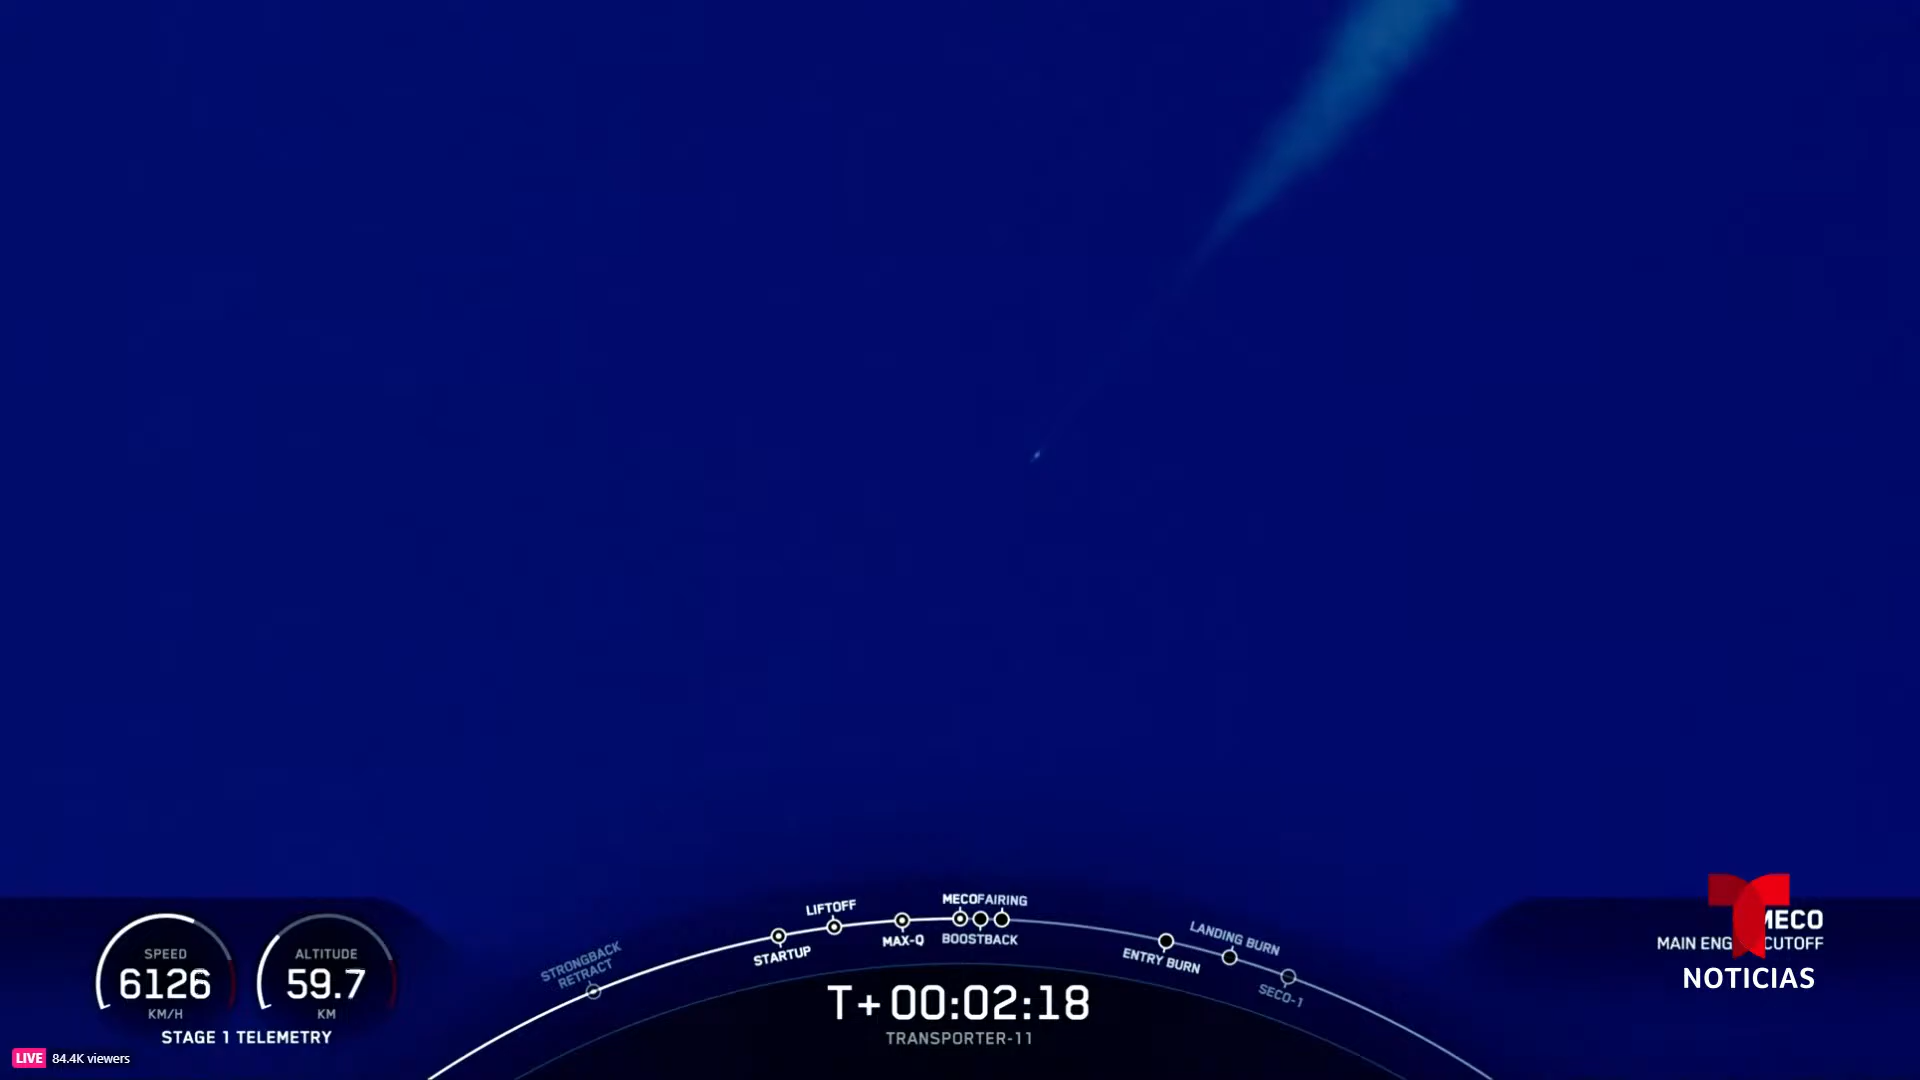 SPEED
6126
KM/H
ALTITUDE
59.7
KM
STAGE 1 TELEMETRY
LIVE 84.4K viewers
STRONGBACK
RETRACT
STARTUP
LIFTOFF
MAX-Q
MECO
FAIRING
BOOSTBACK
ENTRY BURN
LANDING BURN
SECO-1
T+00:02:18
TRANSPORTER-11
MECO
MAIN ENG CUTOFF
NOTICIAS